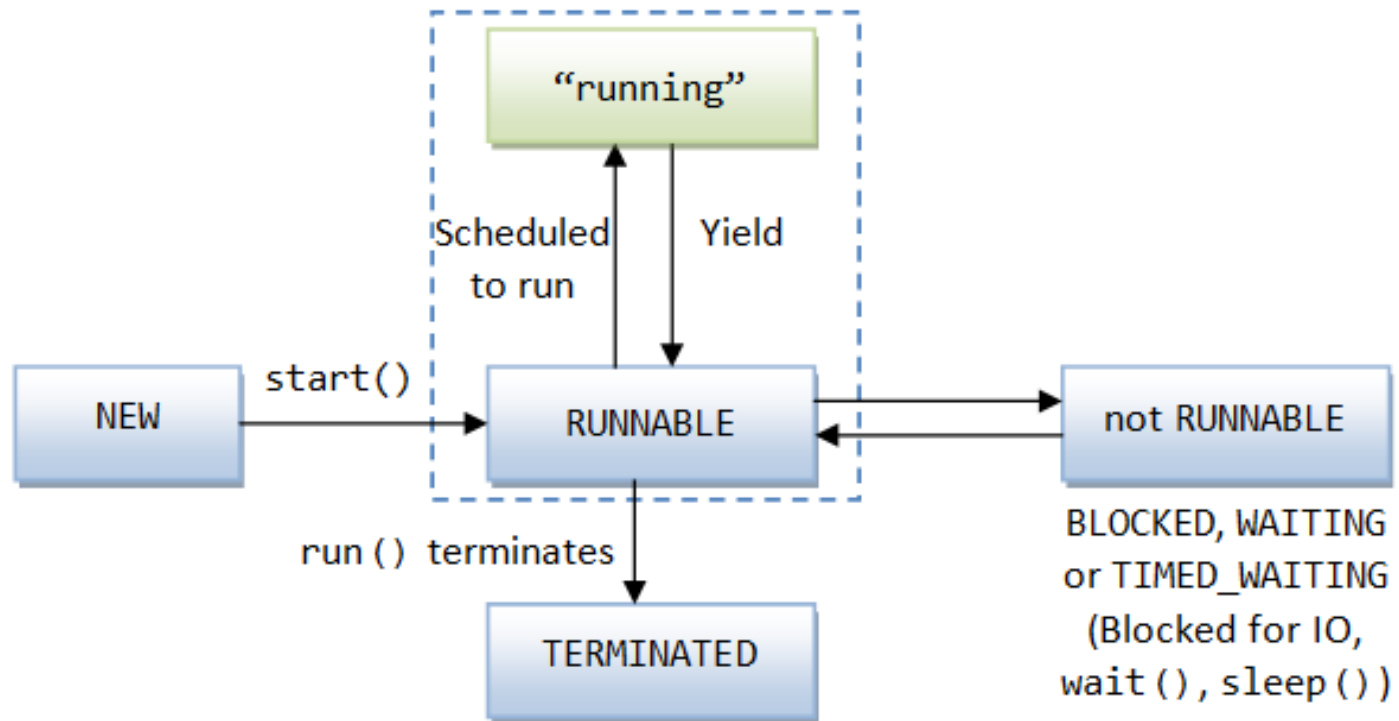 “running”
Scheduled
to run
Yield
start()
NEW
RUNNABLE
not RUNNABLE
BLOCKED, WAITING
or TIMED_WAITING
(Blocked for IO,
wait(), sleep())
run() terminates
TERMINATED